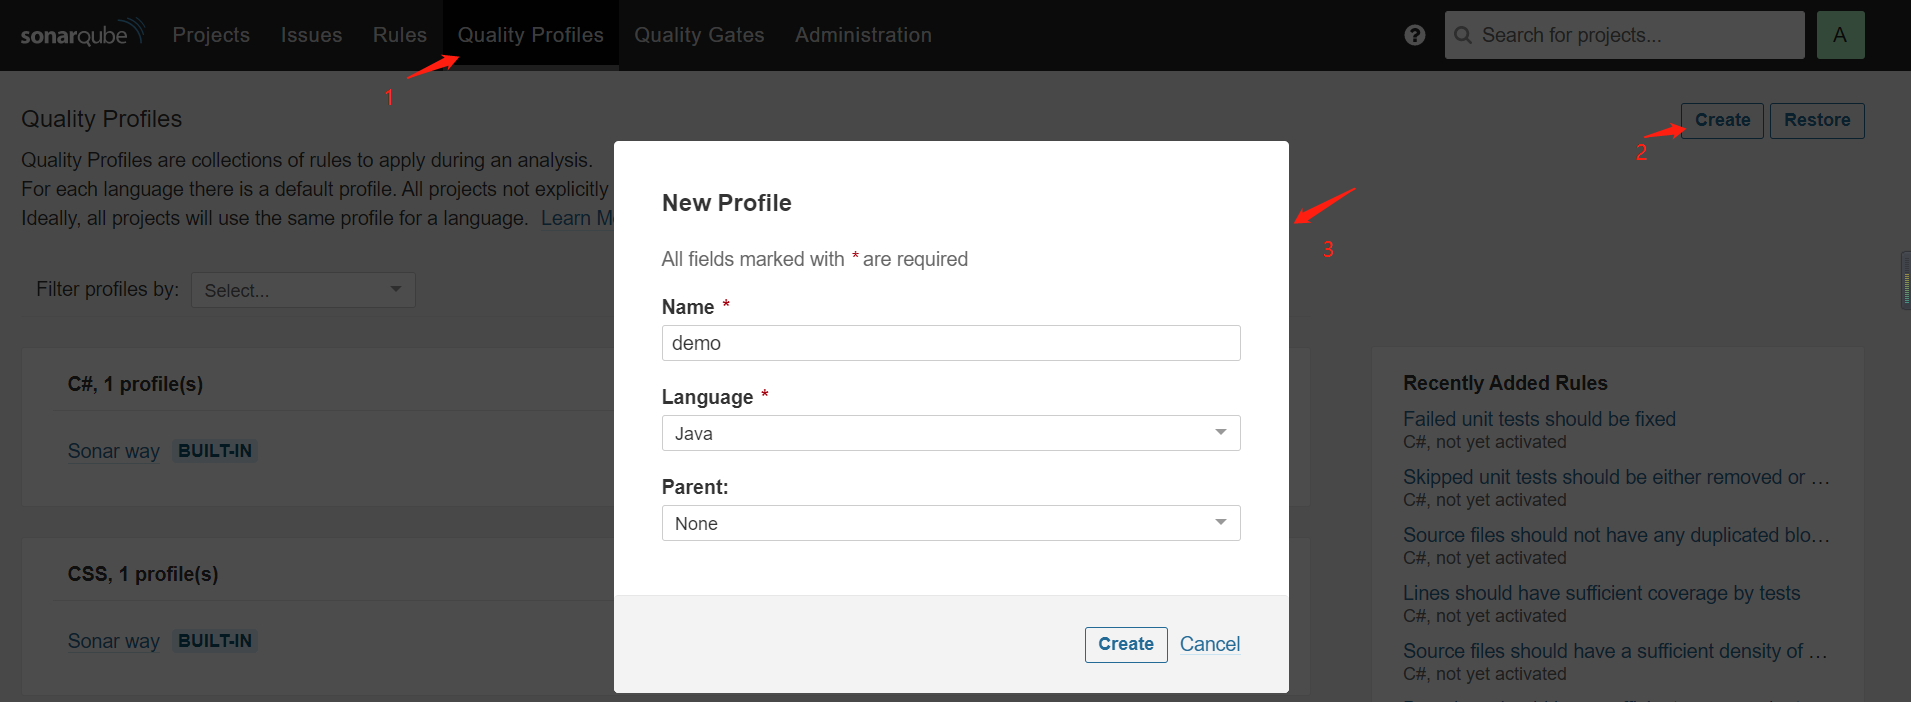 sonarqube Projects Issues Rules Quality Profiles Quality Gates Administration ? Search for projects... A
1
Quality Profiles
Create Restore
2
Quality Profiles are collections of rules to apply during an analysis.
For each language there is a default profile. All projects not explicitly
Ideally, all projects will use the same profile for a language. Learn M
Filter profiles by: Select...
C#, 1 profile(s)
Sonar way BUILT-IN
CSS, 1 profile(s)
Sonar way BUILT-IN
New Profile
3
All fields marked with * are required
Name *
demo
Language *
Java
Parent:
None
Create Cancel
Recently Added Rules
Failed unit tests should be fixed
C#, not yet activated
Skipped unit tests should be either removed or …
C#, not yet activated
Source files should not have any duplicated blo…
C#, not yet activated
Lines should have sufficient coverage by tests
C#, not yet activated
Source files should have a sufficient density of …
C#, not yet activated